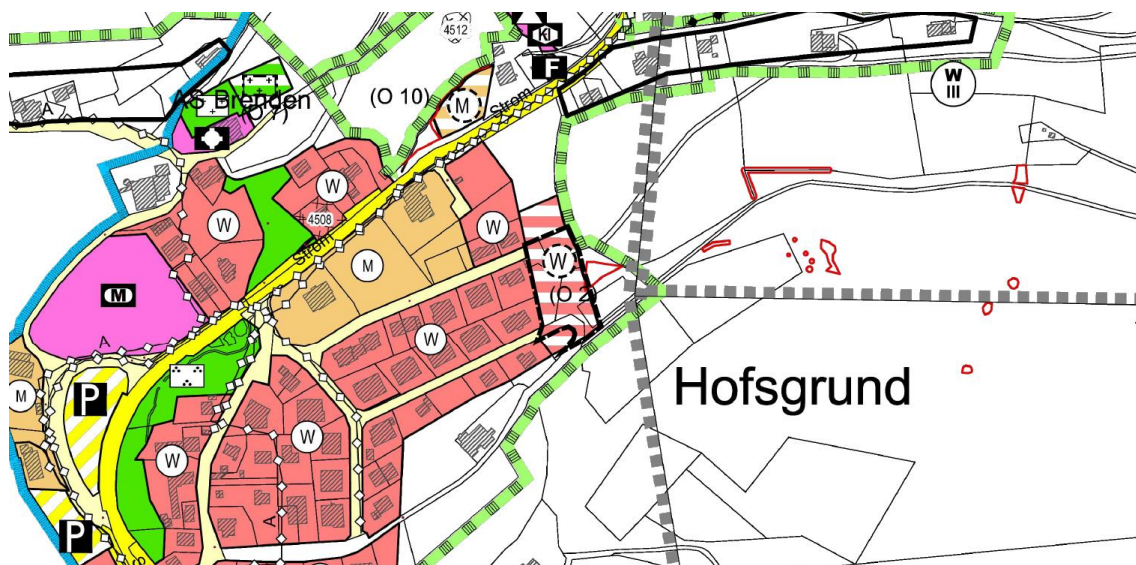 4512
KI
F
W
III
A
AS Brenden
(O 7)
(O 10)
M
Strom
W
W
4508
Strom
M
W
W
(O 2)
M
A
W
Hofsgrund
M
P
W
W
A
P
S